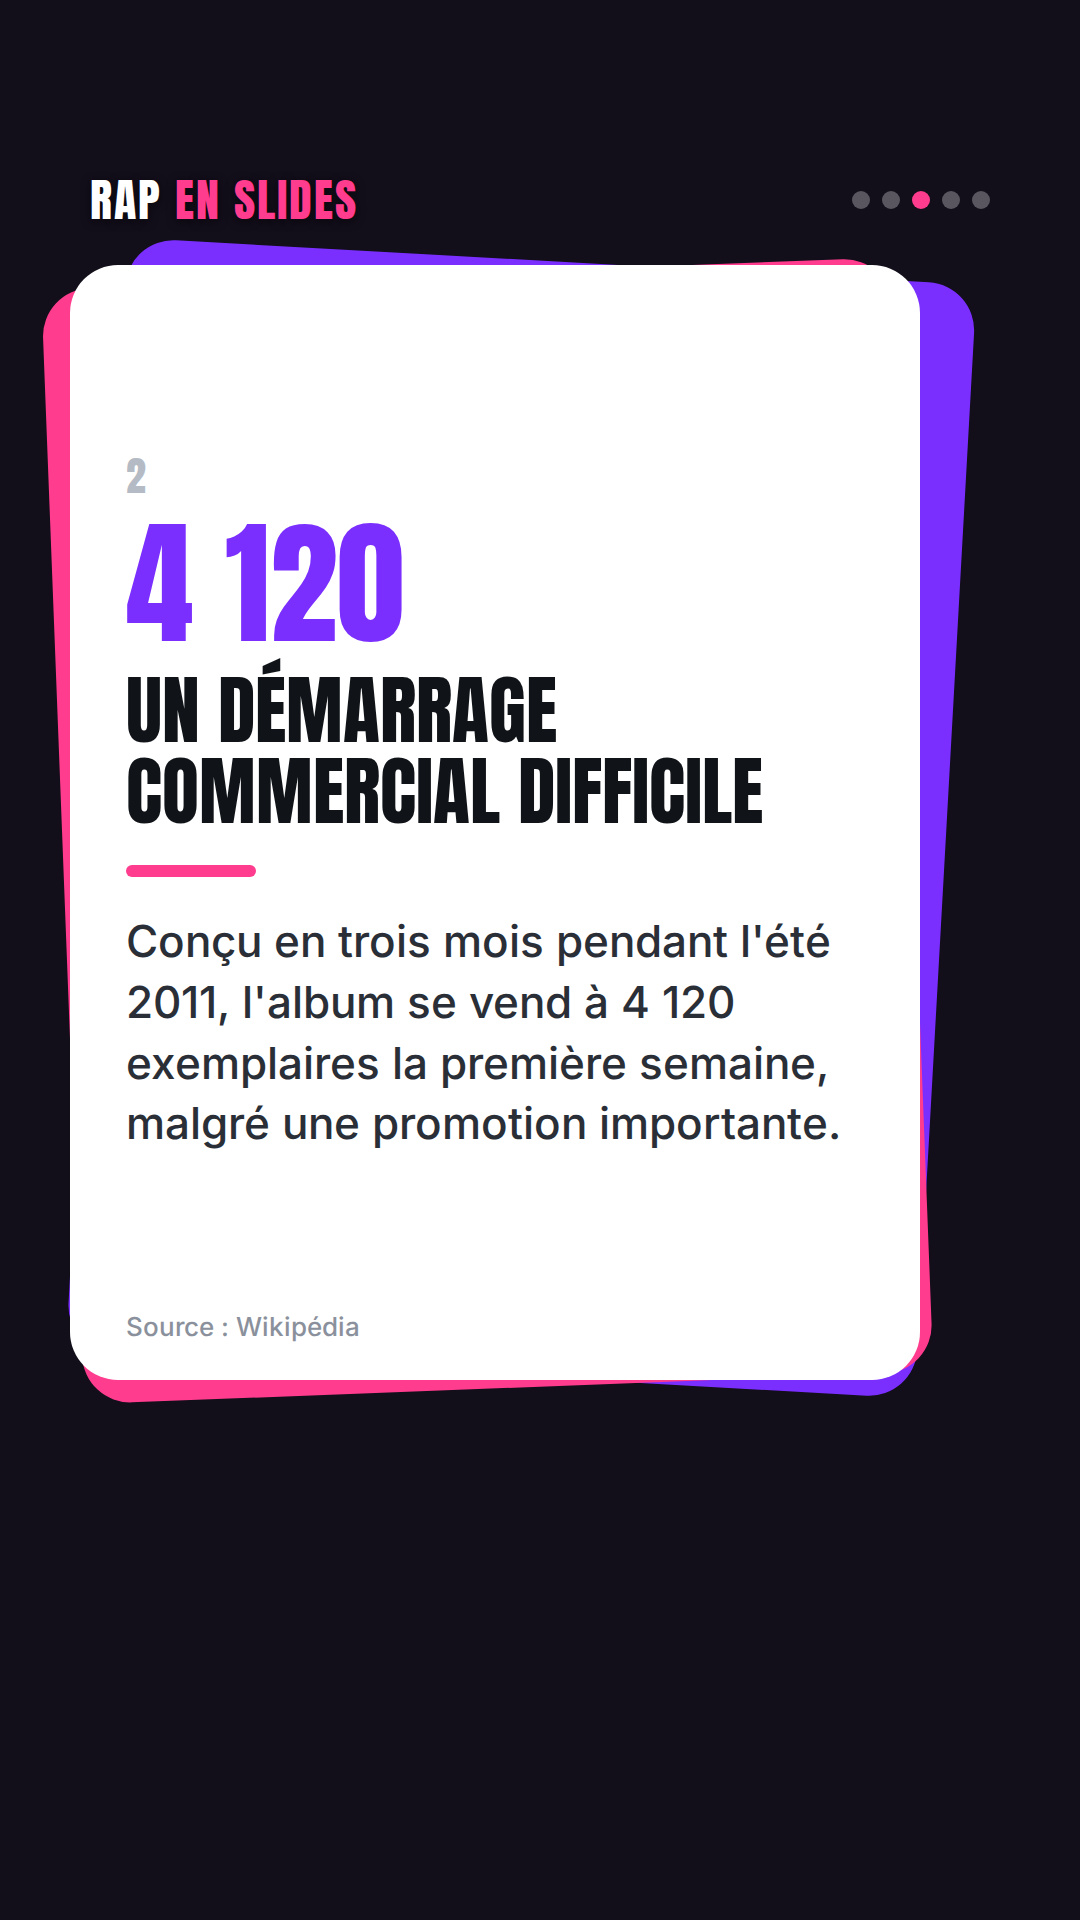 RAP EN SLIDES
2
4 120
UN DÉMARRAGE
COMMERCIAL DIFFICILE
Conçu en trois mois pendant l'été
2011, l'album se vend à 4 120
exemplaires la première semaine,
malgré une promotion importante.
Source : Wikipédia